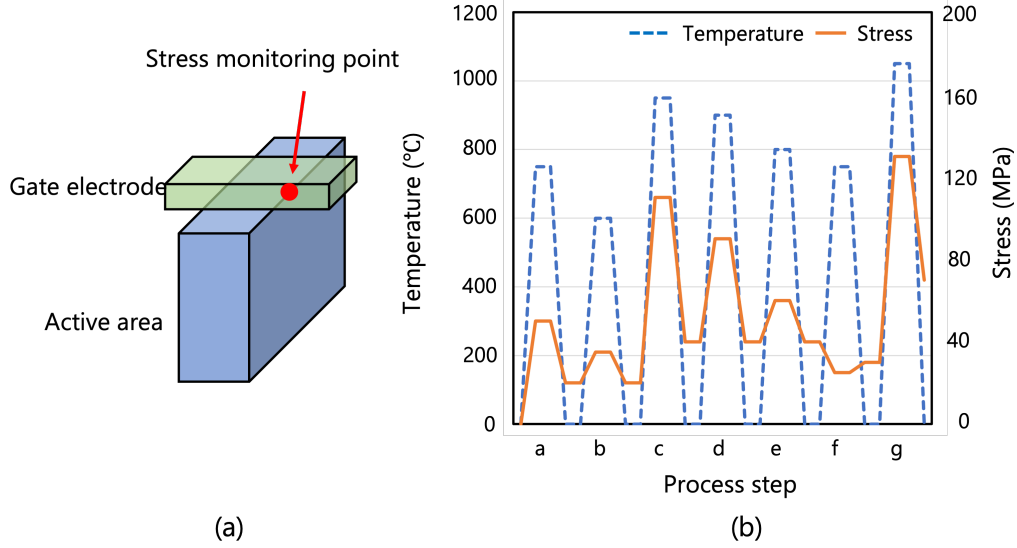 Stress monitoring point
Gate electrode
Active area
(a)
Temperature Stress
Temperature (℃)
1200
1000
800
600
400
200
0
Stress (MPa)
200
160
120
80
40
0
a b c d e f g
Process step
(b)